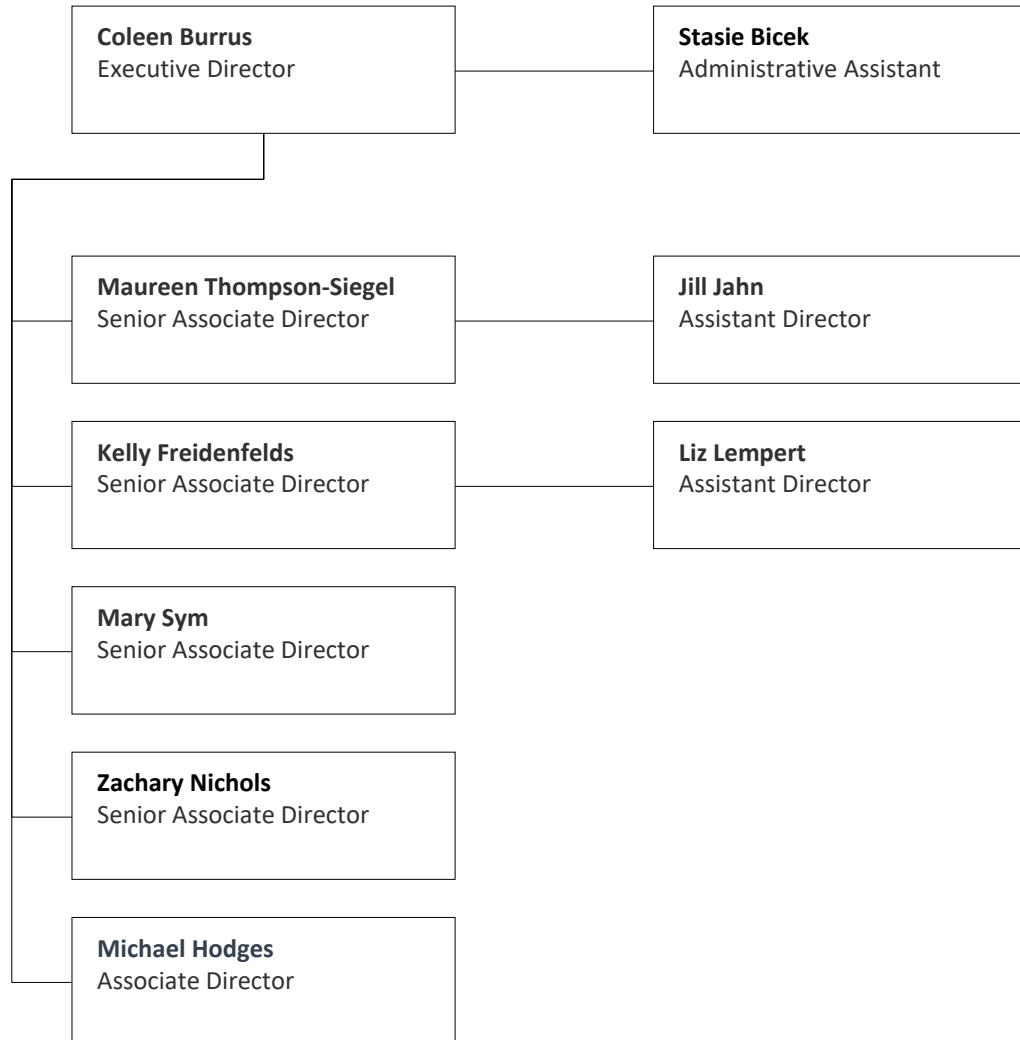 Coleen Burrus
Executive Director
Stasie Bicek
Administrative Assistant
Maureen Thompson-Siegel
Senior Associate Director
Jill Jahn
Assistant Director
Kelly Freidenfelds
Senior Associate Director
Liz Lempert
Assistant Director
Mary Sym
Senior Associate Director
Zachary Nichols
Senior Associate Director
Michael Hodges
Associate Director